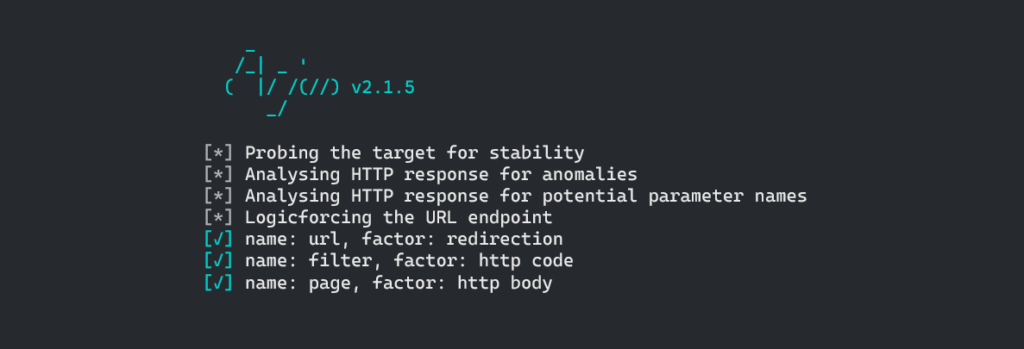 _
   /_| _ '
  (  |/ /(//) v2.1.5
      _/
[*] Probing the target for stability
[*] Analysing HTTP response for anomalies
[*] Analysing HTTP response for potential parameter names
[*] Logicforcing the URL endpoint
[✓] name: url, factor: redirection
[✓] name: filter, factor: http code
[✓] name: page, factor: http body